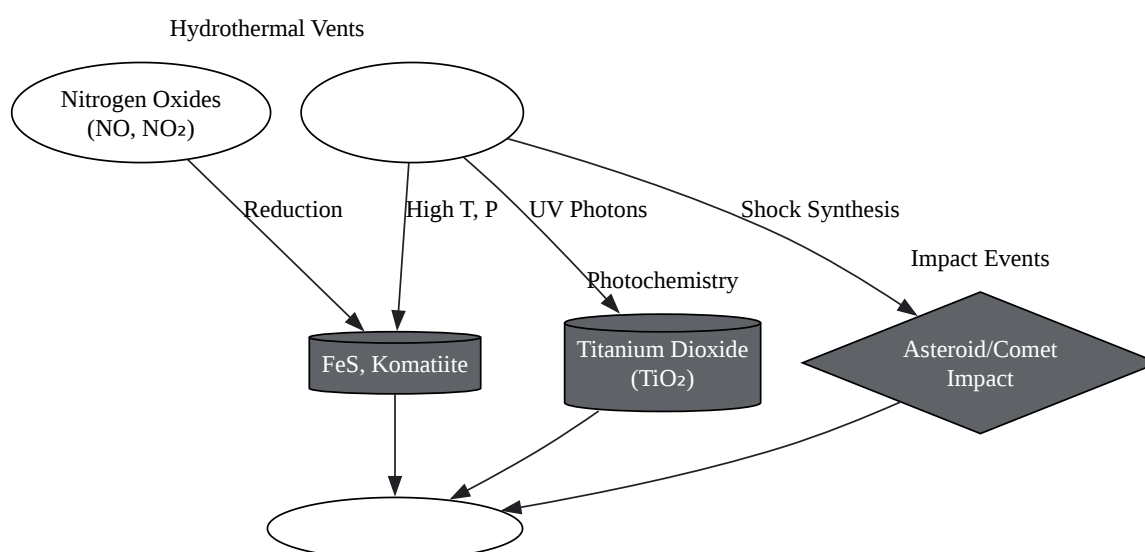 Hydrothermal Vents
Nitrogen Oxides
(NO, NO₂)
Reduction
High T, P
UV Photons
Shock Synthesis
Impact Events
Photochemistry
FeS, Komatiite
Titanium Dioxide
(TiO₂)
Asteroid/Comet
Impact